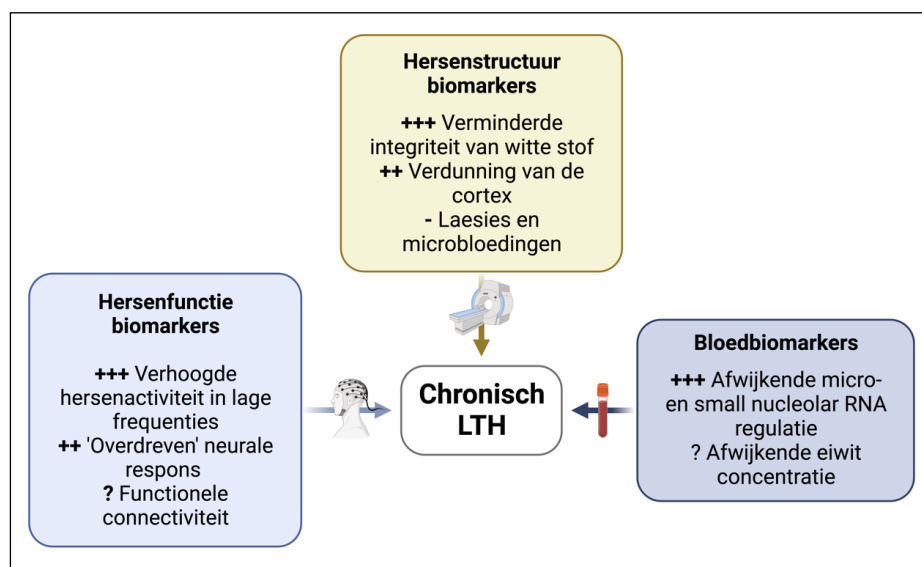 Hersenstructuur
biomarkers
+++ Verminderde
integriteit van witte stof
++ Verdunning van de
cortex
- Laesies en
microbloedingen
Hersenfunctie
biomarkers
+++ Verhoogde
hersenactiviteit in lage
frequenties
++ 'Overdreven' neurale
respons
? Functionele
connectiviteit
Chronisch
LTH
Bloedbiomarkers
+++ Afwijkende micro-
en small nucleolar RNA
regulatie
? Afwijkende eiwit
concentratie